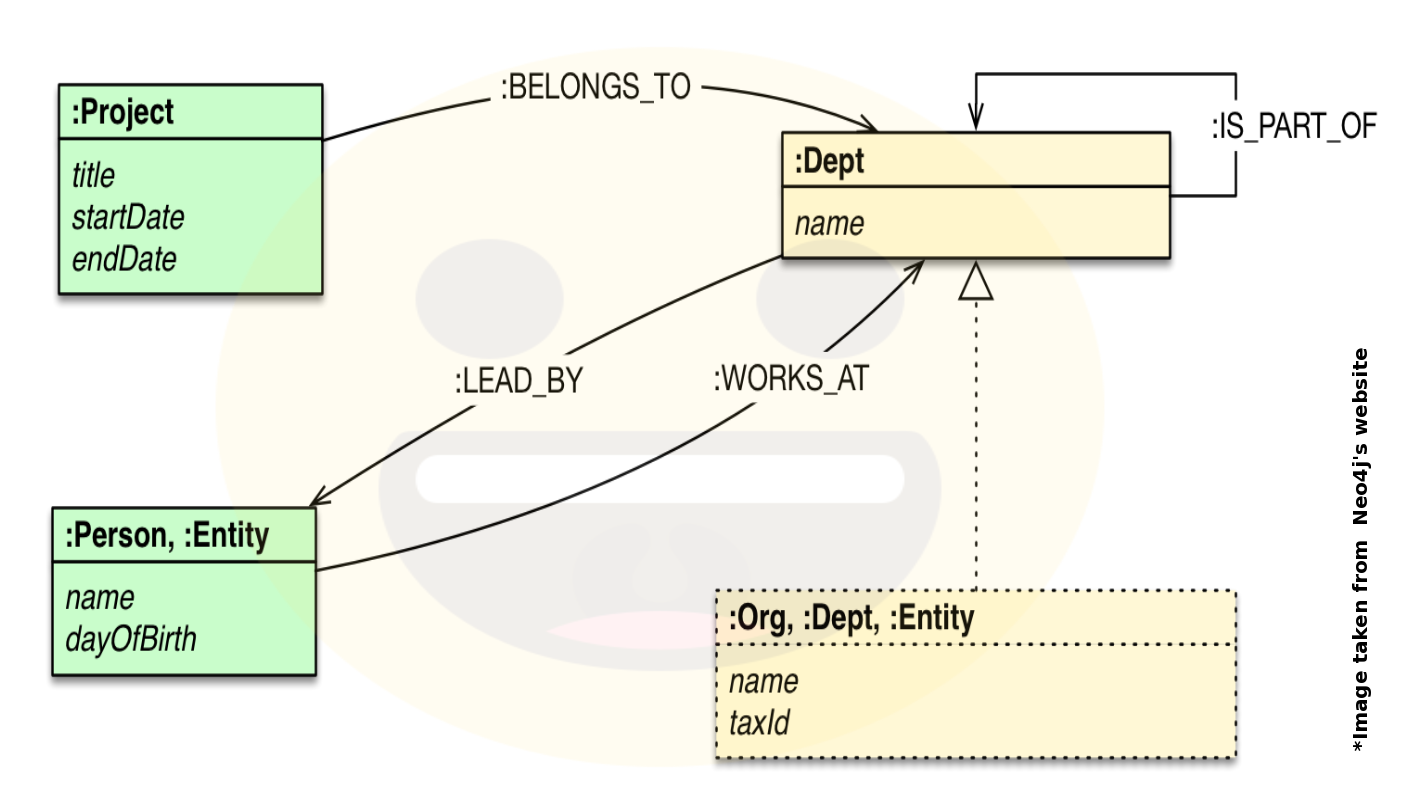 :Project
title
startDate
endDate
:BELONGS_TO
:Dept
name
:IS_PART_OF
:LEAD_BY
:WORKS_AT
:Person, :Entity
name
dayOfBirth
:Org, :Dept, :Entity
name
taxId
*Image taken from Neo4j's website